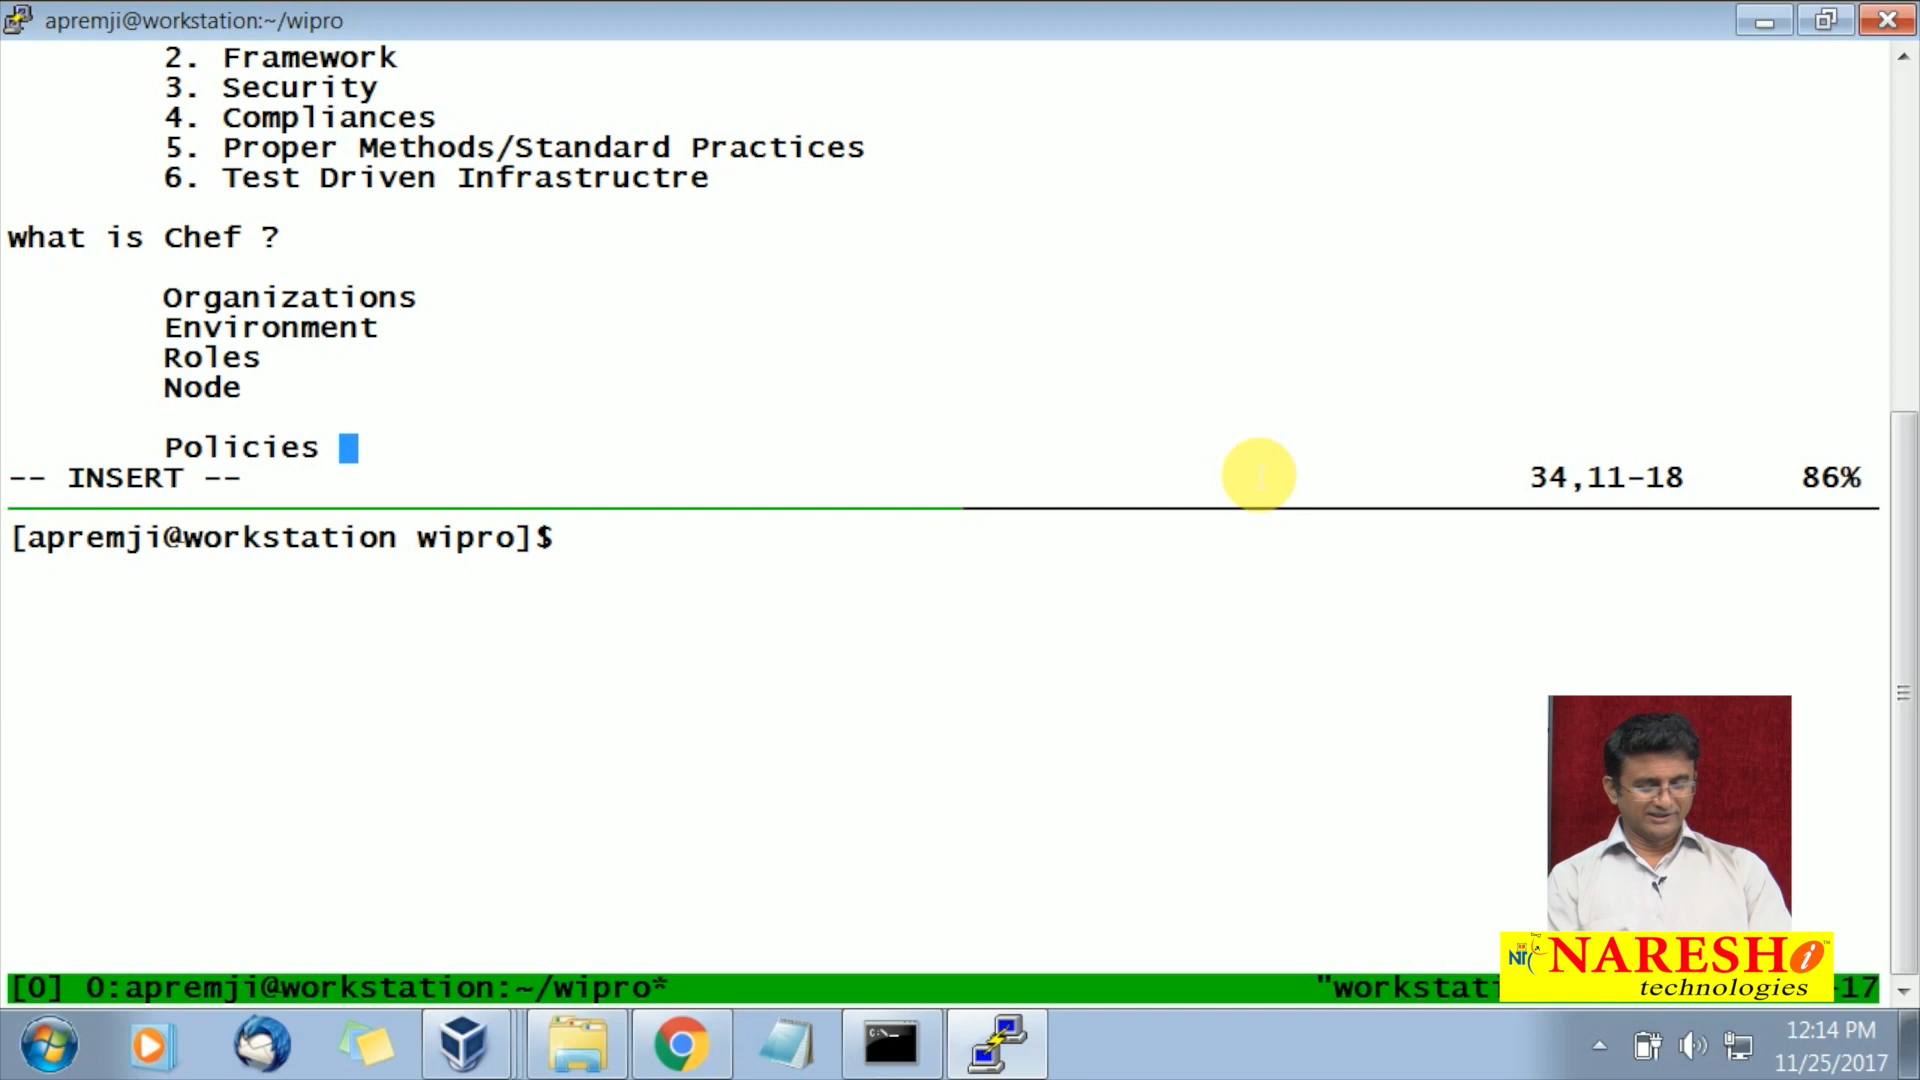 apremji@workstation:~/wipro
2. Framework
3. Security
4. Compliances
5. Proper Methods/Standard Practices
6. Test Driven Infrastructre
what is Chef ?
Organizations
Environment
Roles
Node
Policies
-- INSERT -- 34,11-18 86%
[apremji@workstation wipro]$
[0] 0:apremji@workstation:~/wipro* "workstati -17
NARESH i ™
technologies
12:14 PM
11/25/2017